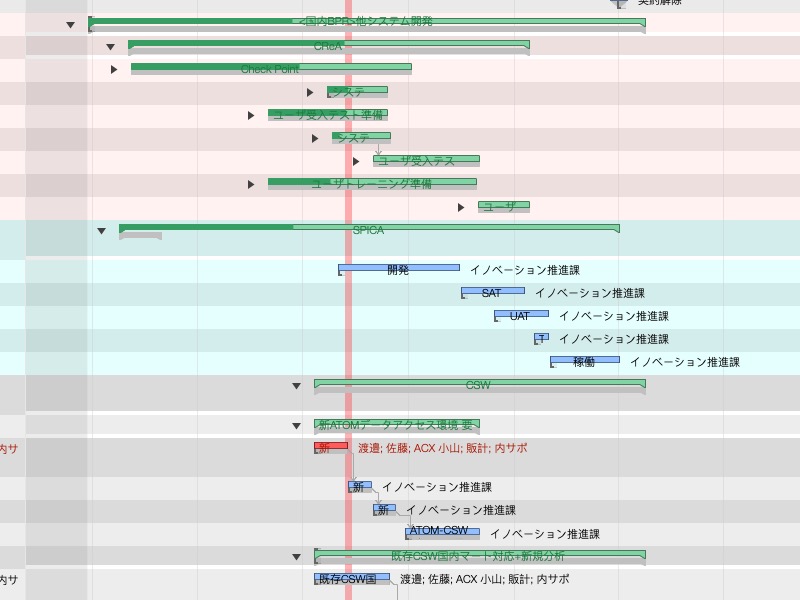 契約解除
<国内BPR>他システム開発
CReA
Check Point
システ
ユーザ受入テスト準備
システ
ユーザ受入テス
ユーザトレーニング準備
ユーザ
SPICA
開発 イノベーション推進課
SAT イノベーション推進課
UAT イノベーション推進課
T イノベーション推進課
稼働 イノベーション推進課
CSW
新ATOMデータアクセス環境 要
内サ 新 渡邉; 佐藤; ACX 小山; 販計; 内サポ
新 イノベーション推進課
新 イノベーション推進課
ATOM-CSW イノベーション推進課
既存CSW国内マート対応+新規分析
内サ 既存CSW国 渡邉; 佐藤; ACX 小山; 販計; 内サポ